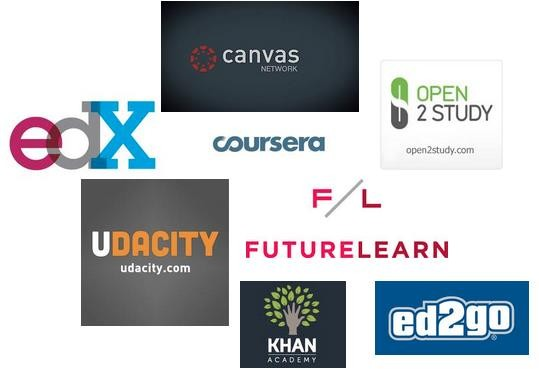 canvas
NETWORK
OPEN
2 STUDY
open2study.com
edX
coursera
F/L
FUTURELEARN
UDACITY
udacity.com
KHAN
ACADEMY
ed2go®